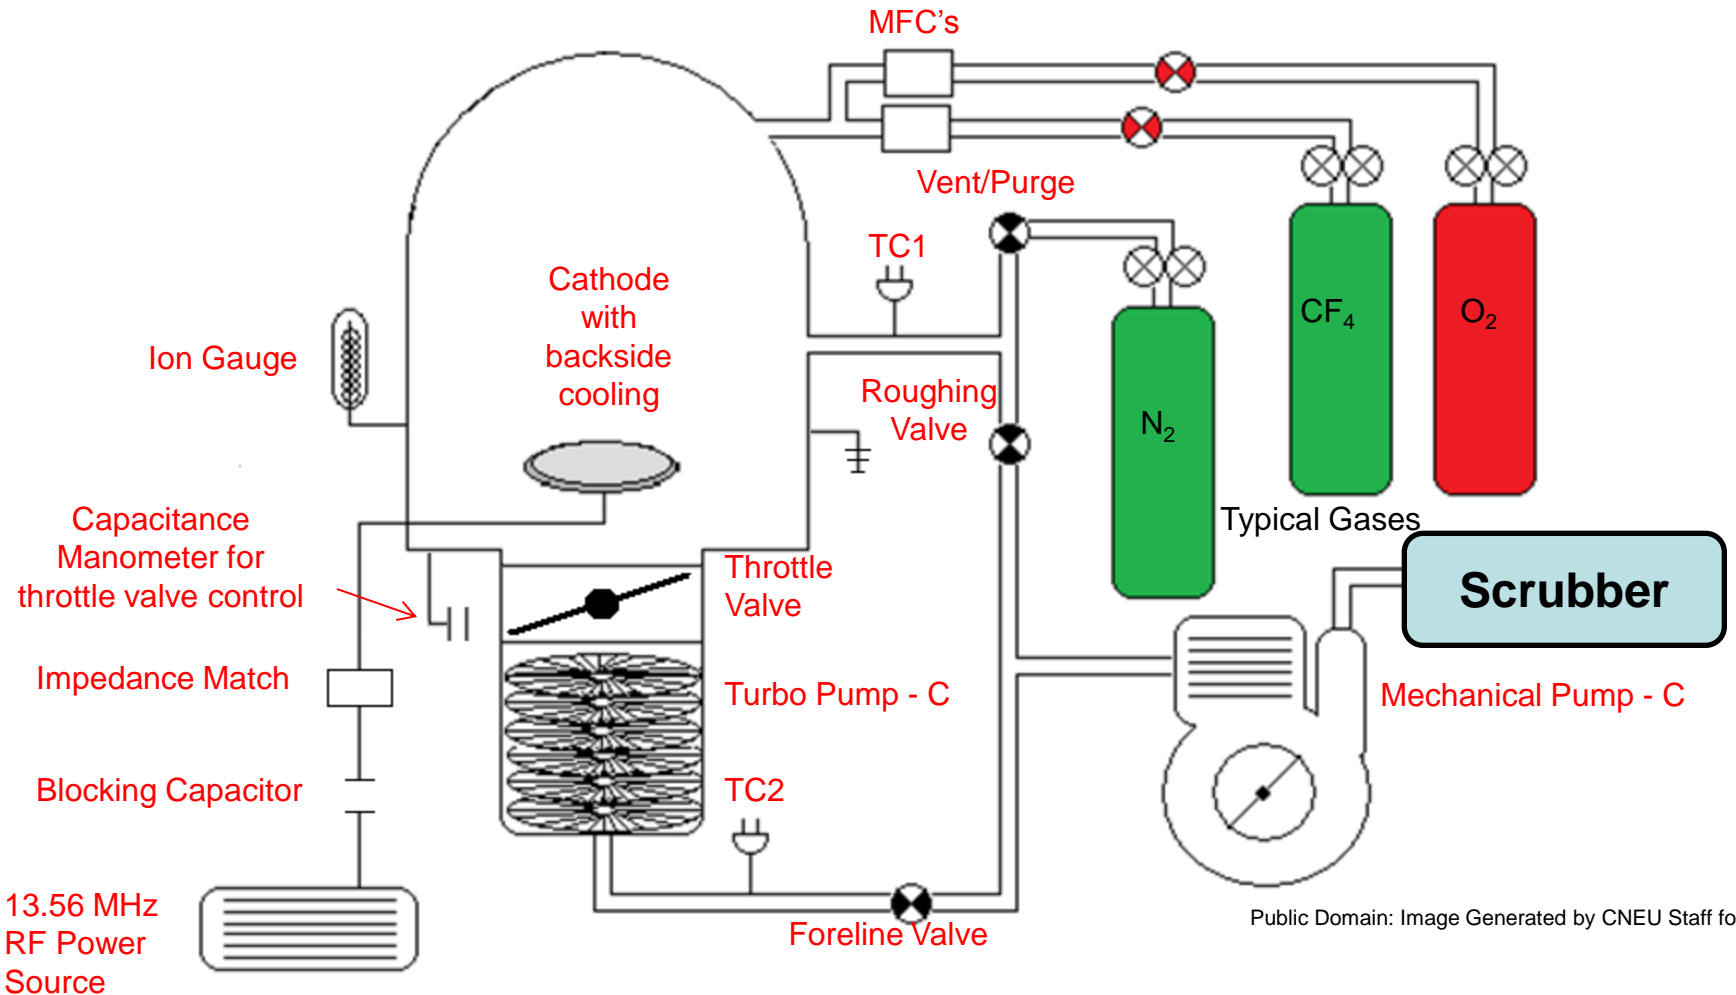 MFC's
Vent/Purge
TC1
Cathode
with
backside
cooling
Ion Gauge
CF₄
O₂
Roughing
Valve
N₂
Typical Gases
Capacitance
Manometer for
throttle valve control
Throttle
Valve
Scrubber
Impedance Match
Turbo Pump - C
Mechanical Pump - C
Blocking Capacitor
TC2
13.56 MHz
RF Power
Source
Foreline Valve
Public Domain: Image Generated by CNEU Staff fo